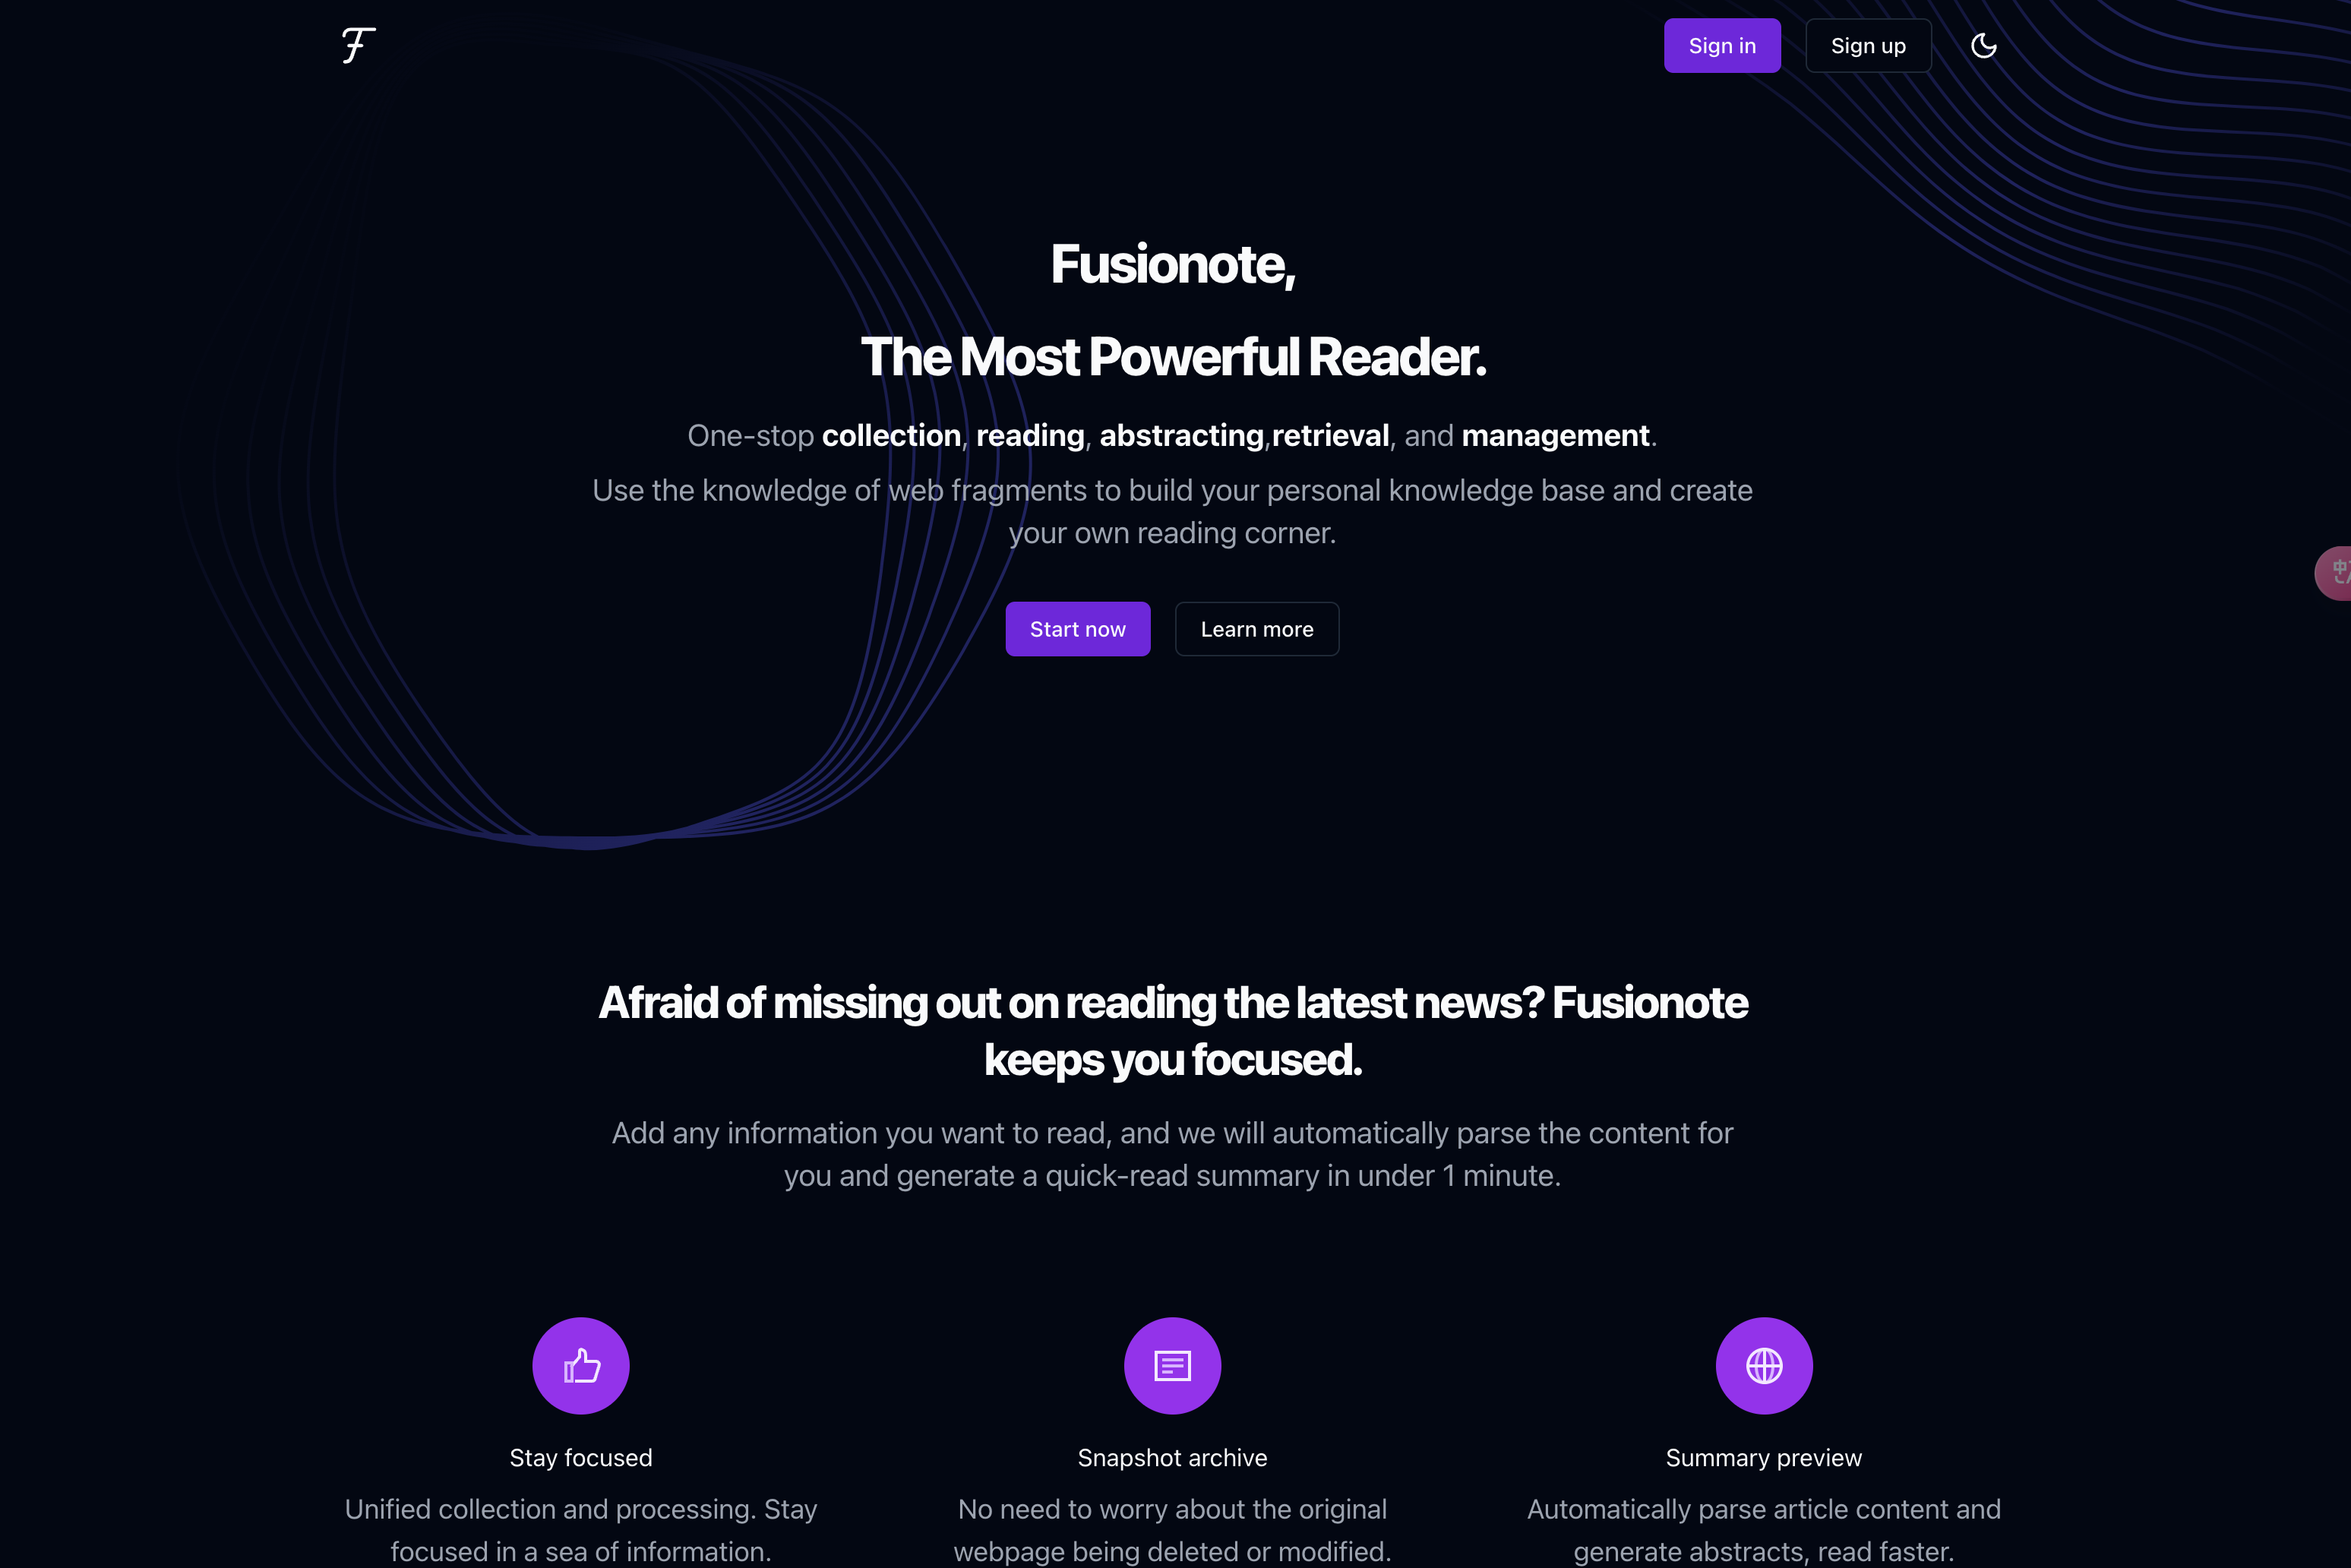 F
Sign in
Sign up
Fusionote,
The Most Powerful Reader.
One-stop collection, reading, abstracting,retrieval, and management.
Use the knowledge of web fragments to build your personal knowledge base and create
your own reading corner.
Start now
Learn more
中
Afraid of missing out on reading the latest news? Fusionote
keeps you focused.
Add any information you want to read, and we will automatically parse the content for
you and generate a quick-read summary in under 1 minute.
Stay focused
Snapshot archive
Summary preview
Unified collection and processing. Stay
focused in a sea of information.
No need to worry about the original
webpage being deleted or modified.
Automatically parse article content and
generate abstracts, read faster.